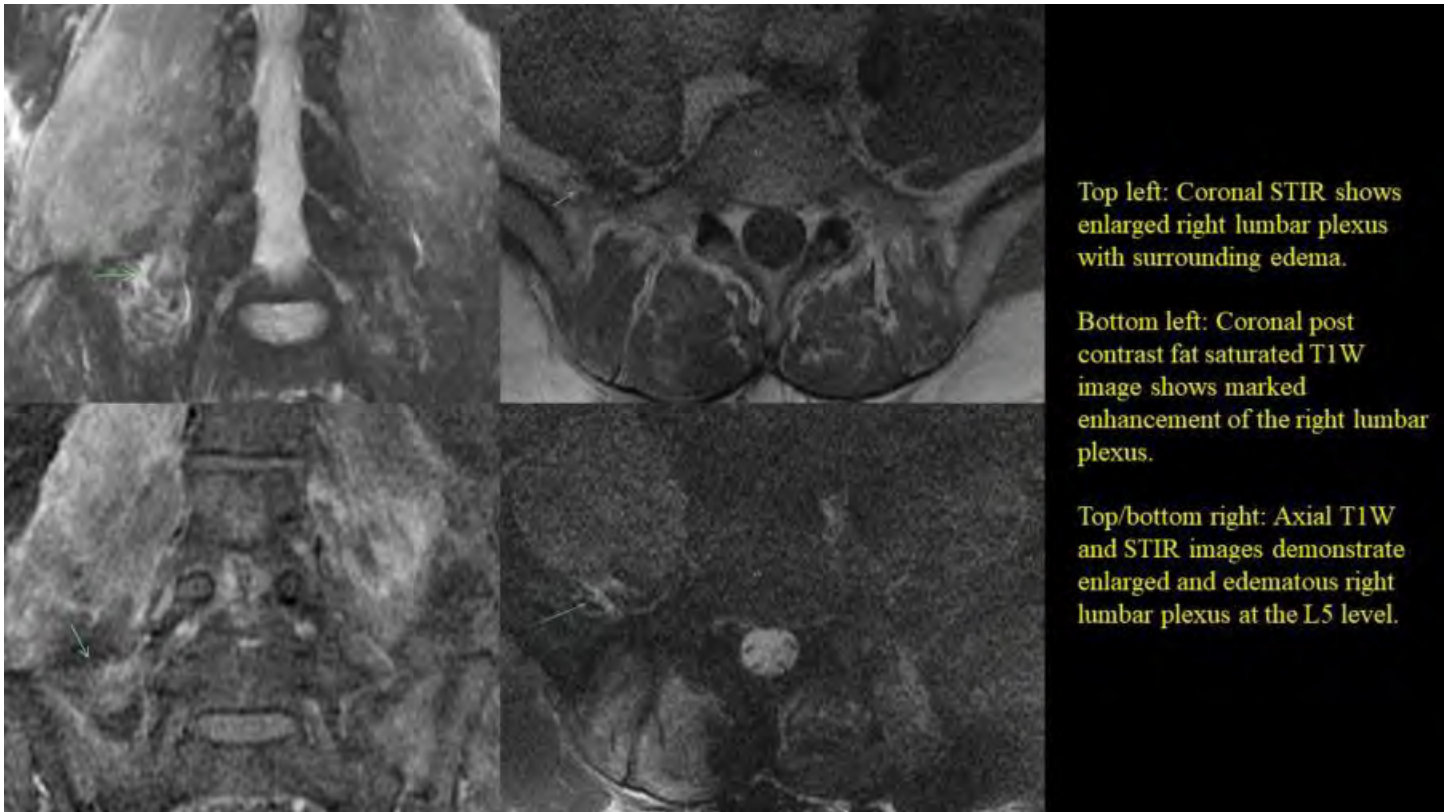 Top left: Coronal STIR shows
enlarged right lumbar plexus
with surrounding edema.
Bottom left: Coronal post
contrast fat saturated T1W
image shows marked
enhancement of the right lumbar
plexus.
Top/bottom right: Axial T1W
and STIR images demonstrate
enlarged and edematous right
lumbar plexus at the L5 level.